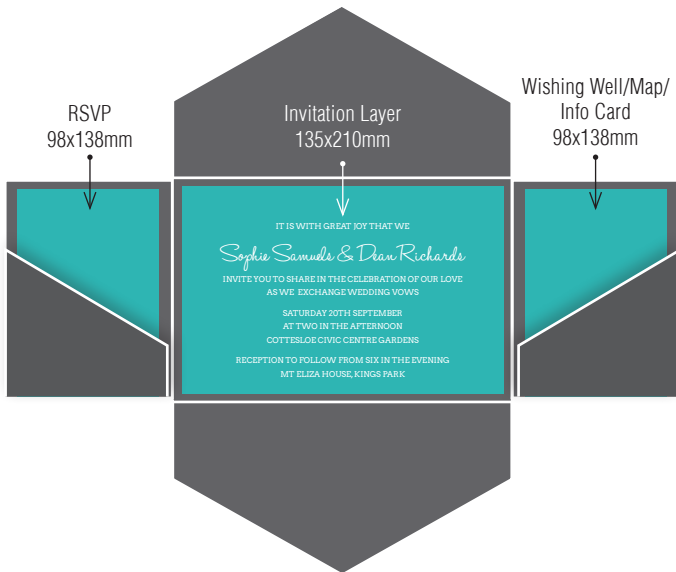 RSVP
98x138mm
Invitation Layer
135x210mm
Wishing Well/Map/
Info Card
98x138mm
IT IS WITH GREAT JOY THAT WE
Sophie Samuels & Dean Richards
INVITE YOU TO SHARE IN THE CELEBRATION OF OUR LOVE
AS WE EXCHANGE WEDDING VOWS
SATURDAY 20TH SEPTEMBER
AT TWO IN THE AFTERNOON
COTTESLOE CIVIC CENTRE GARDENS
RECEPTION TO FOLLOW FROM SIX IN THE EVENING
MT ELIZA HOUSE, KINGS PARK